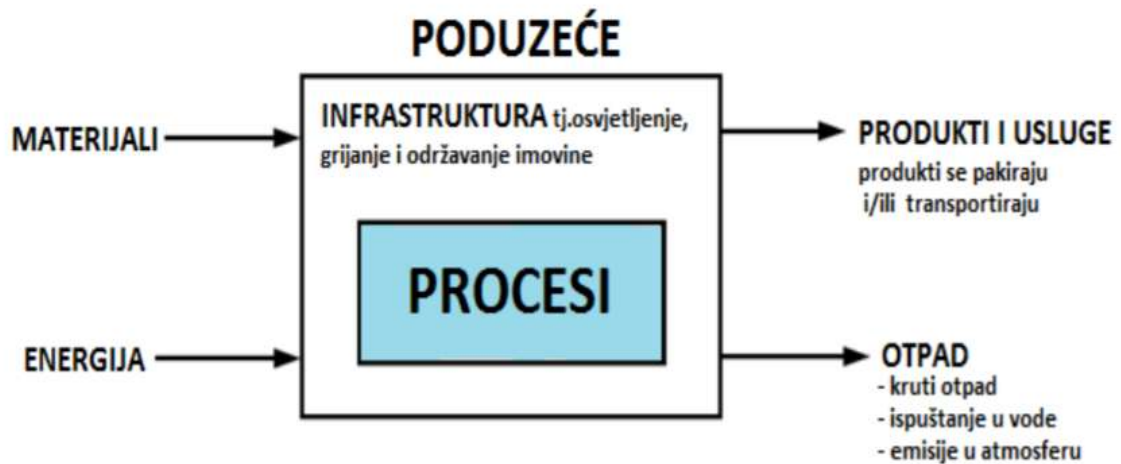 PODUZEĆE
INFRASTRUKTURA tj.osvjetljenje,
grijanje i održavanje imovine
MATERIJALI
PRODUKTI I USLUGE
produkti se pakiraju
i/ili transportiraju
PROCESI
ENERGIJA
OTPAD
- kruti otpad
- ispuštanje u vode
- emisije u atmosferu